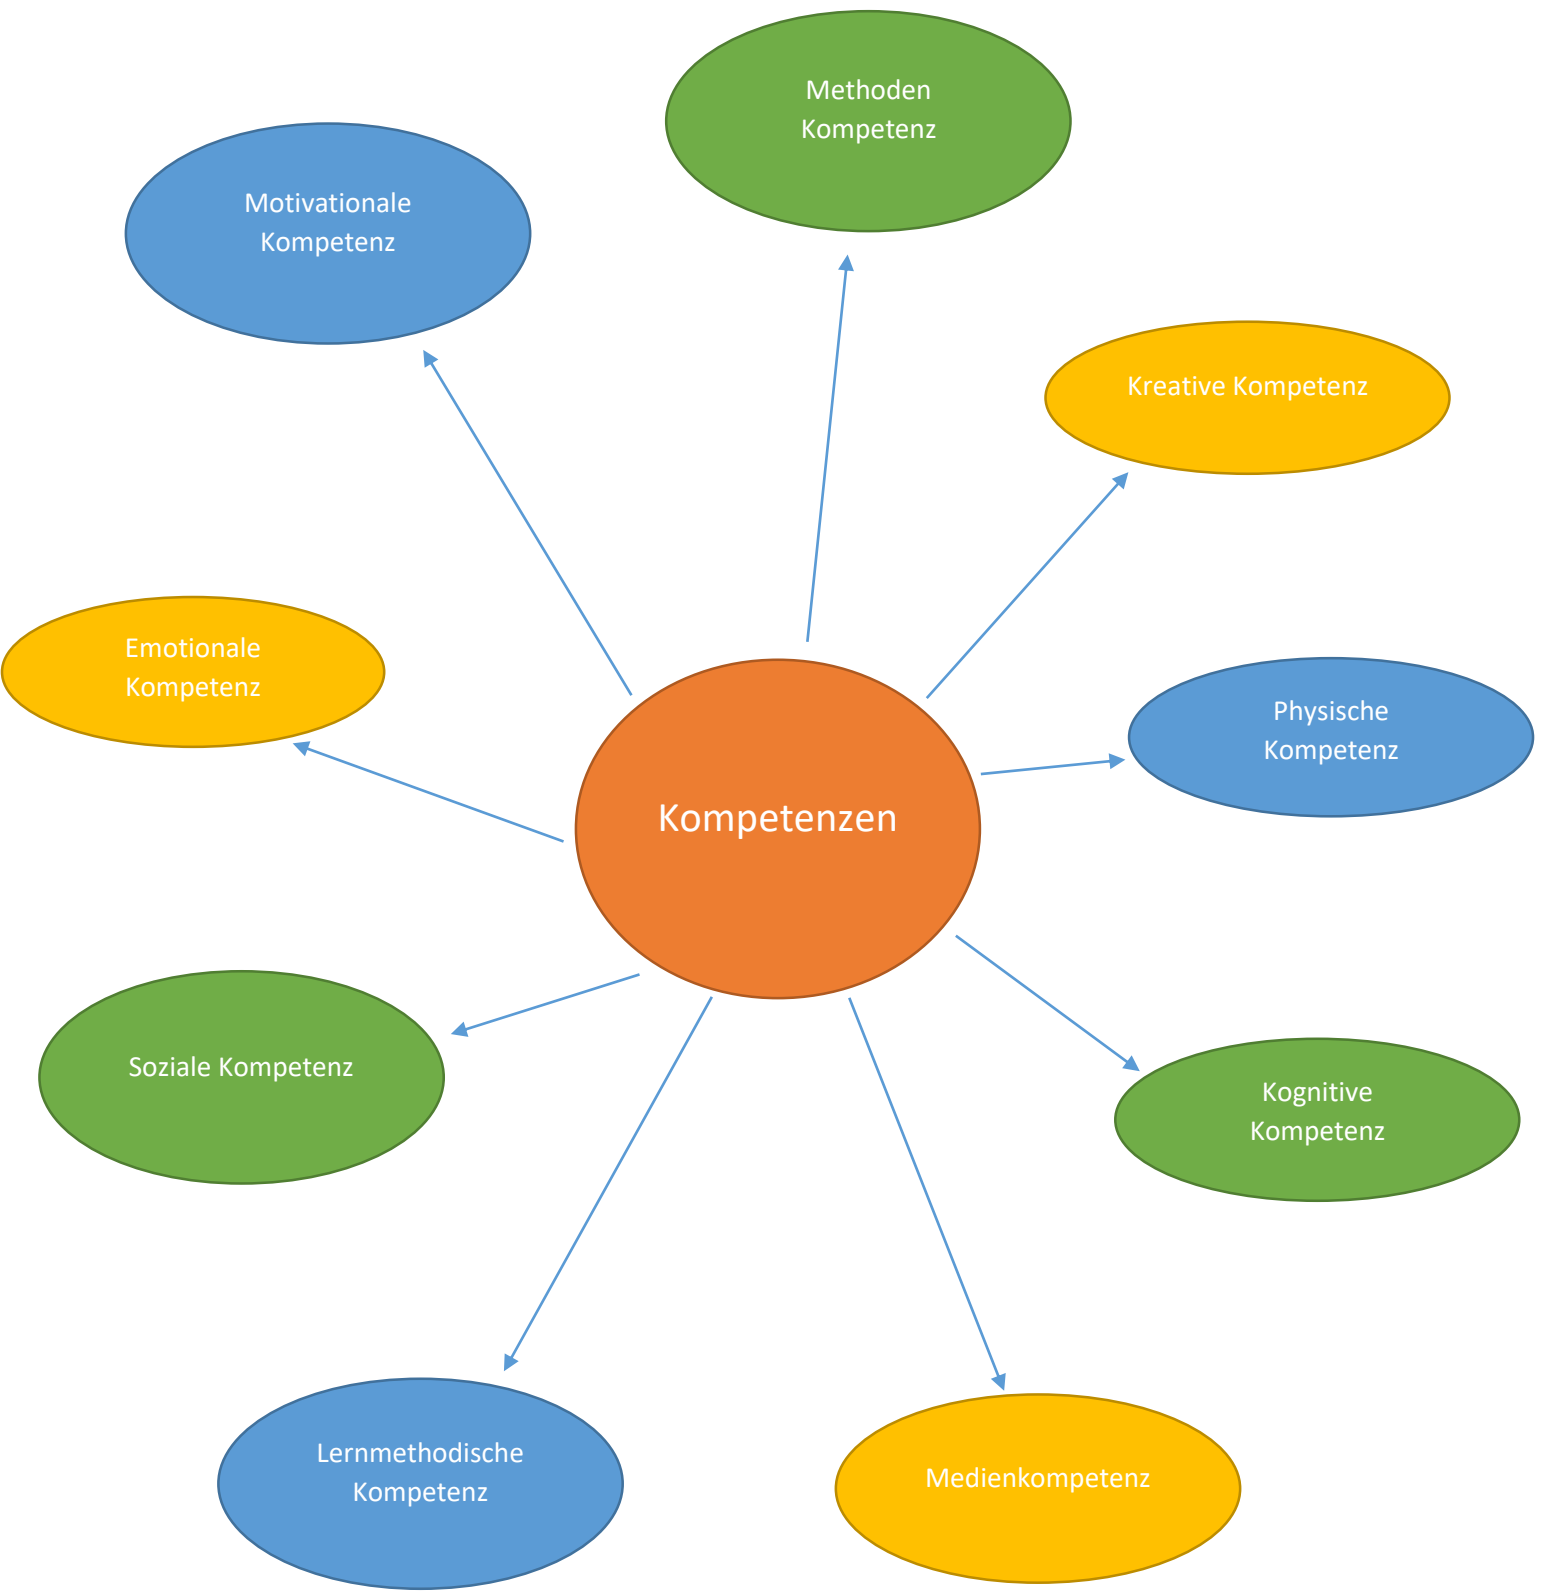 Methoden
Kompetenz
Motivationale
Kompetenz
Kreative Kompetenz
Emotionale
Kompetenz
Physische
Kompetenz
Kompetenzen
Soziale Kompetenz
Kognitive
Kompetenz
Lernmethodische
Kompetenz
Medienkompetenz